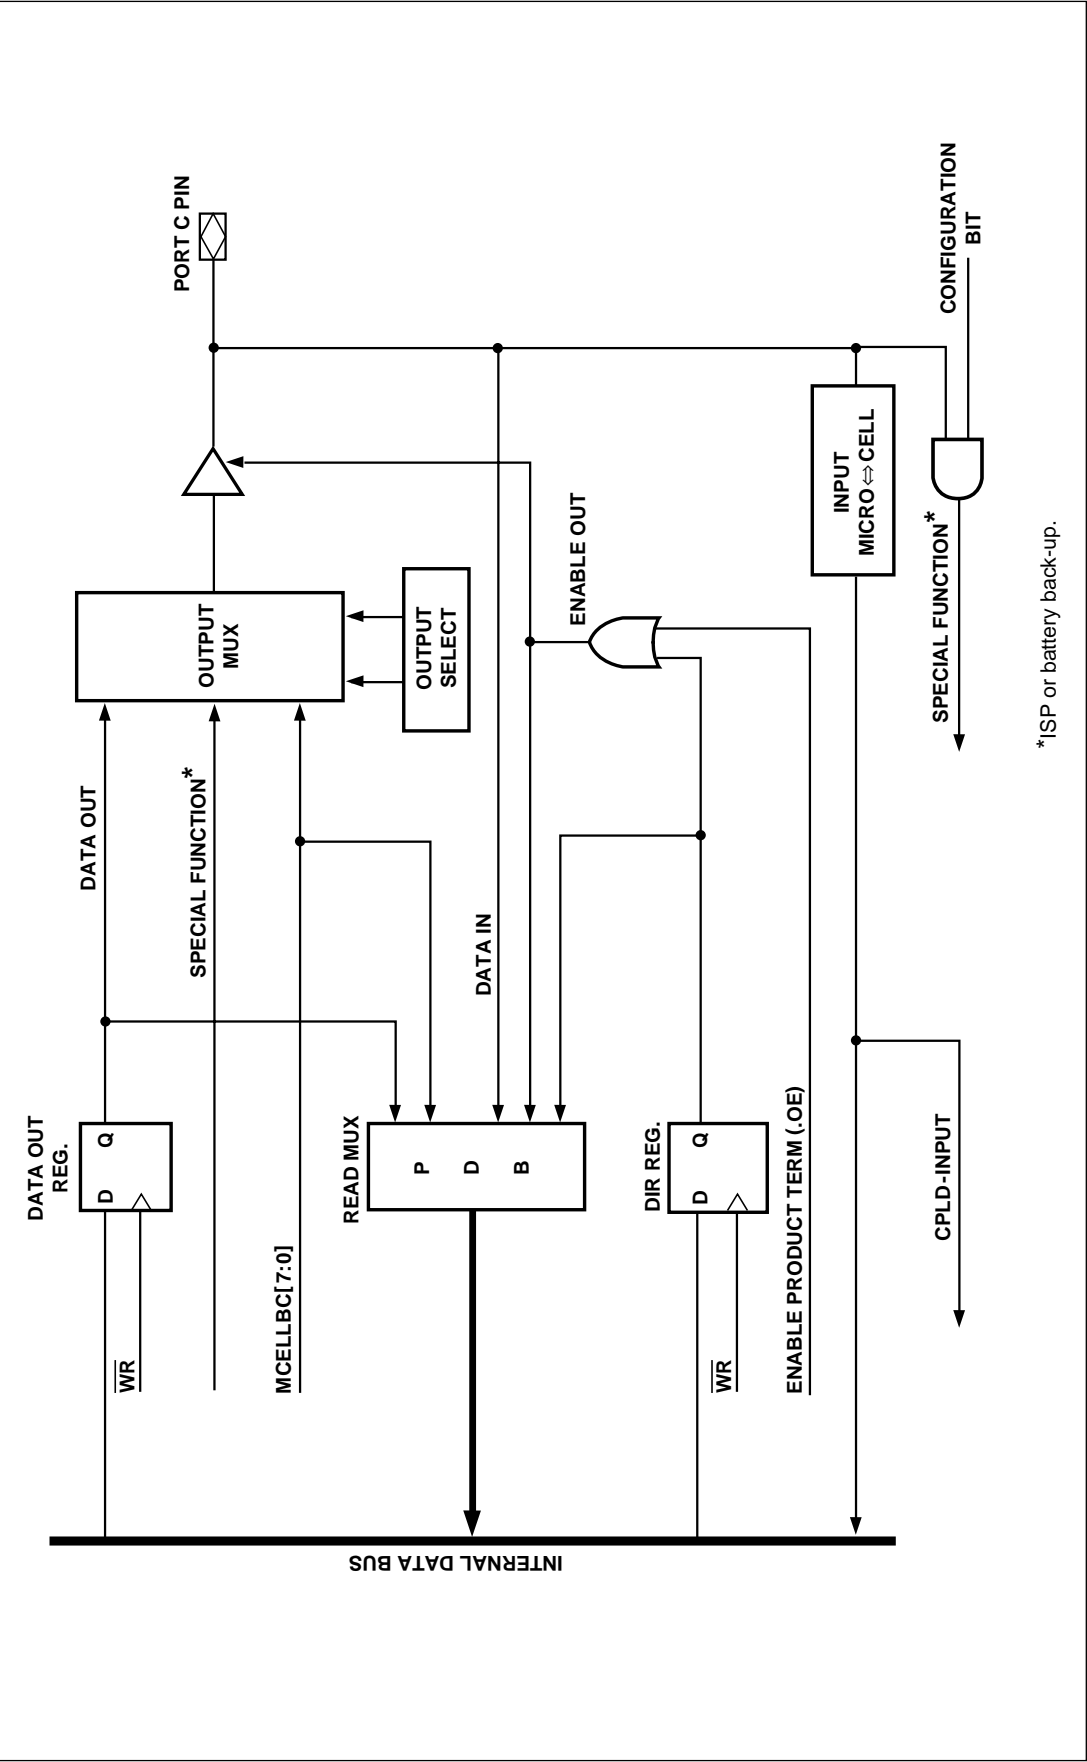 DATA OUT
REG.
D
Q
WR
DATA OUT
SPECIAL FUNCTION*
MCELLBC[7:0]
OUTPUT
MUX
PORT C PIN
OUTPUT
SELECT
READ MUX
P
D
B
DATA IN
ENABLE OUT
INTERNAL DATA BUS
DIR REG.
D
Q
WR
ENABLE PRODUCT TERM (.OE)
INPUT
MICRO⇔CELL
CPLD-INPUT
SPECIAL FUNCTION*
CONFIGURATION
BIT
*ISP or battery back-up.